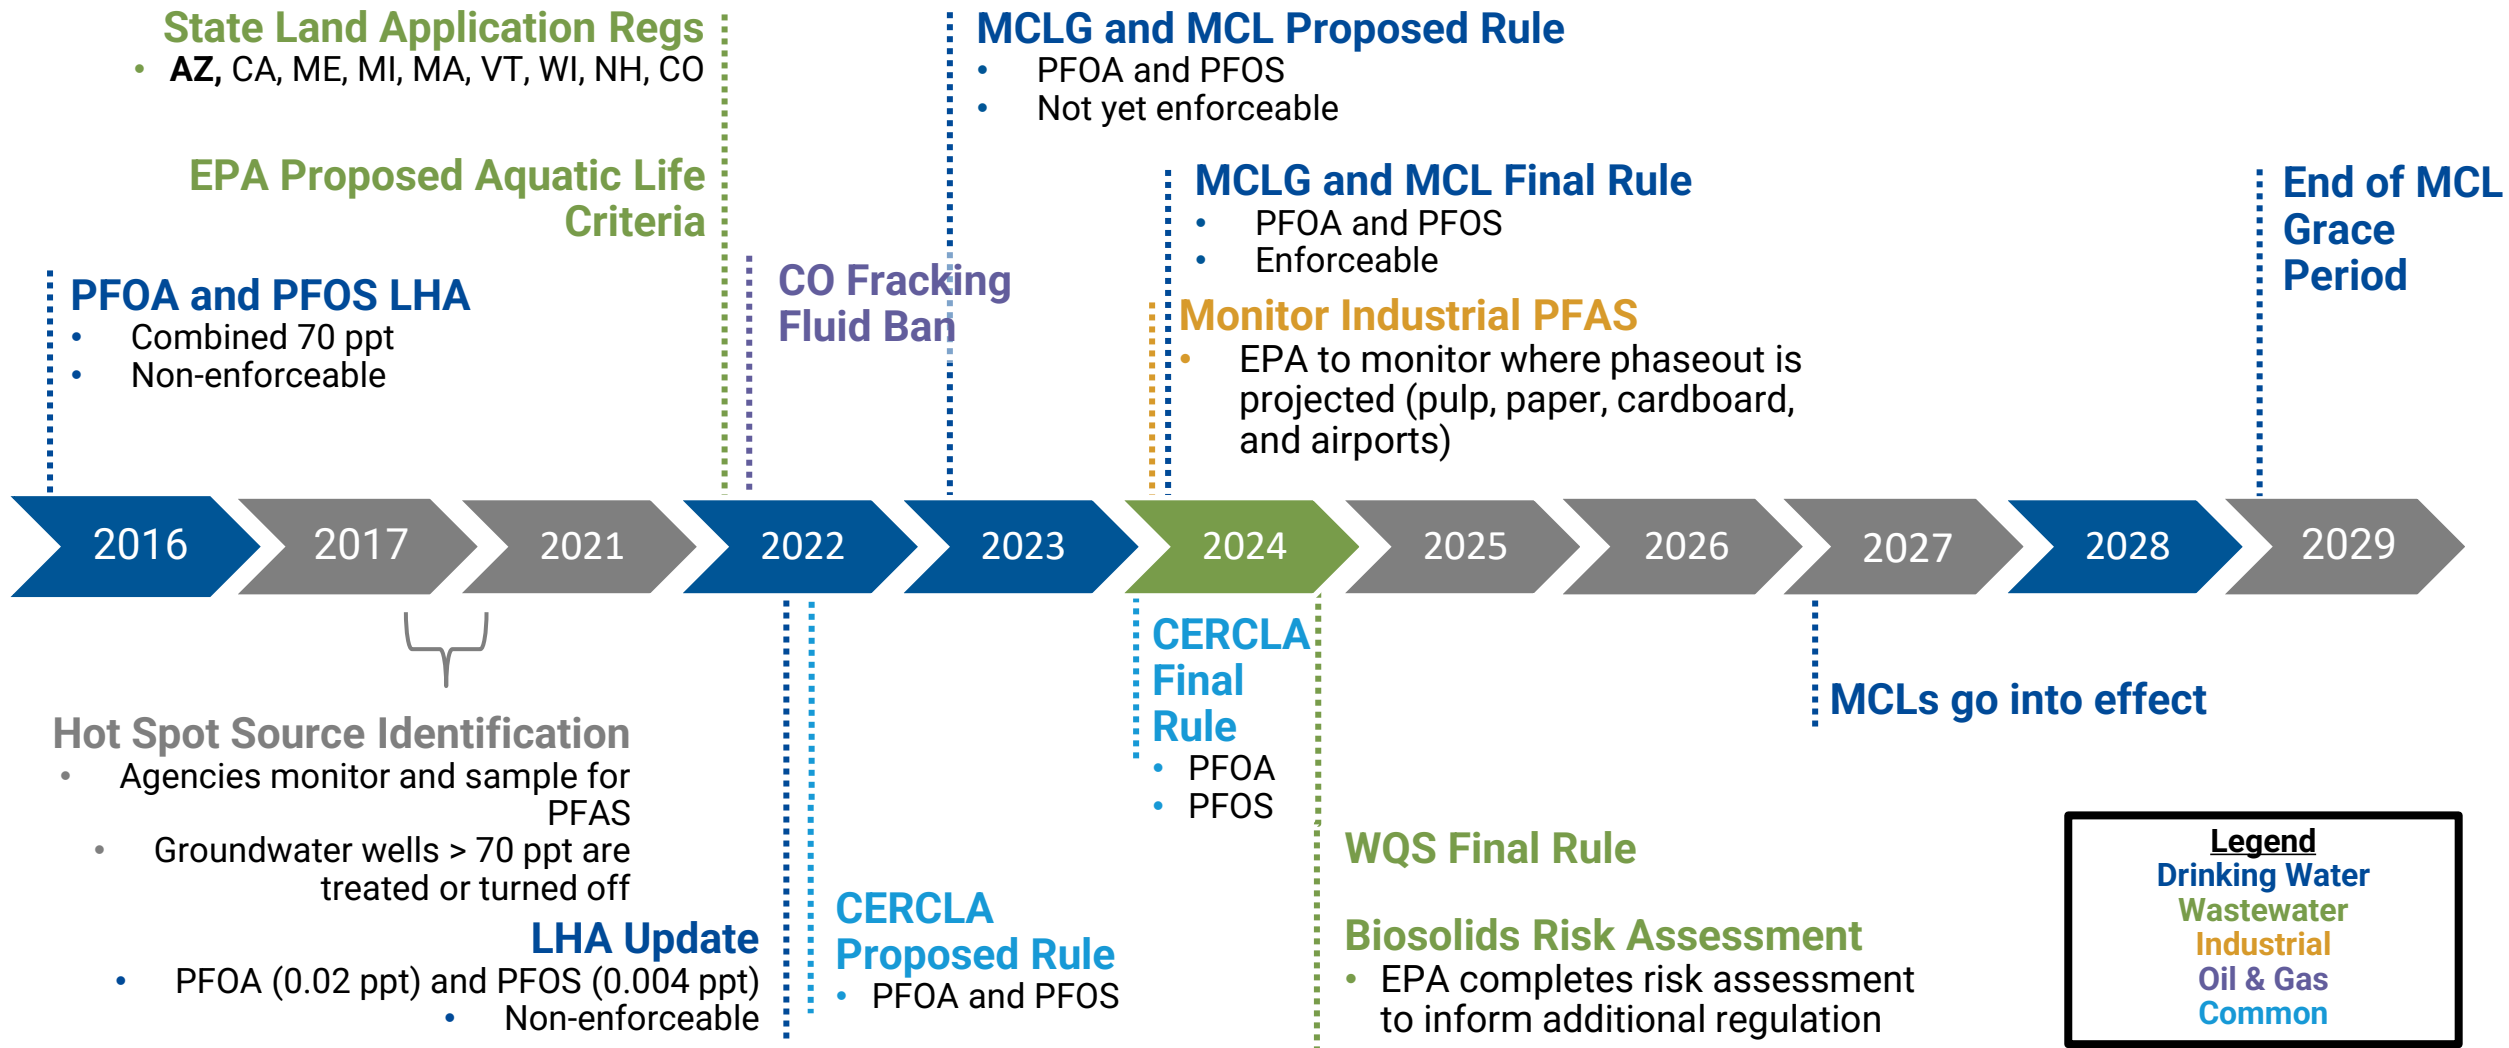 State Land Application Regs
• AZ, CA, ME, MI, MA, VT, WI, NH, CO
EPA Proposed Aquatic Life
Criteria
PFOA and PFOS LHA
• Combined 70 ppt
• Non-enforceable
CO Fracking
Fluid Ban
MCLG and MCL Proposed Rule
• PFOA and PFOS
• Not yet enforceable
MCLG and MCL Final Rule
• PFOA and PFOS
• Enforceable
Monitor Industrial PFAS
• EPA to monitor where phaseout is
projected (pulp, paper, cardboard,
and airports)
End of MCL
Grace
Period
2016
2017
2021
2022
2023
2024
2025
2026
2027
2028
2029
Hot Spot Source Identification
• Agencies monitor and sample for
PFAS
• Groundwater wells > 70 ppt are
treated or turned off
LHA Update
• PFOA (0.02 ppt) and PFOS (0.004 ppt)
• Non-enforceable
CERCLA
Proposed Rule
• PFOA and PFOS
CERCLA
Final
Rule
• PFOA
• PFOS
WQS Final Rule
Biosolids Risk Assessment
• EPA completes risk assessment
to inform additional regulation
MCLs go into effect
Legend
Drinking Water
Wastewater
Industrial
Oil & Gas
Common